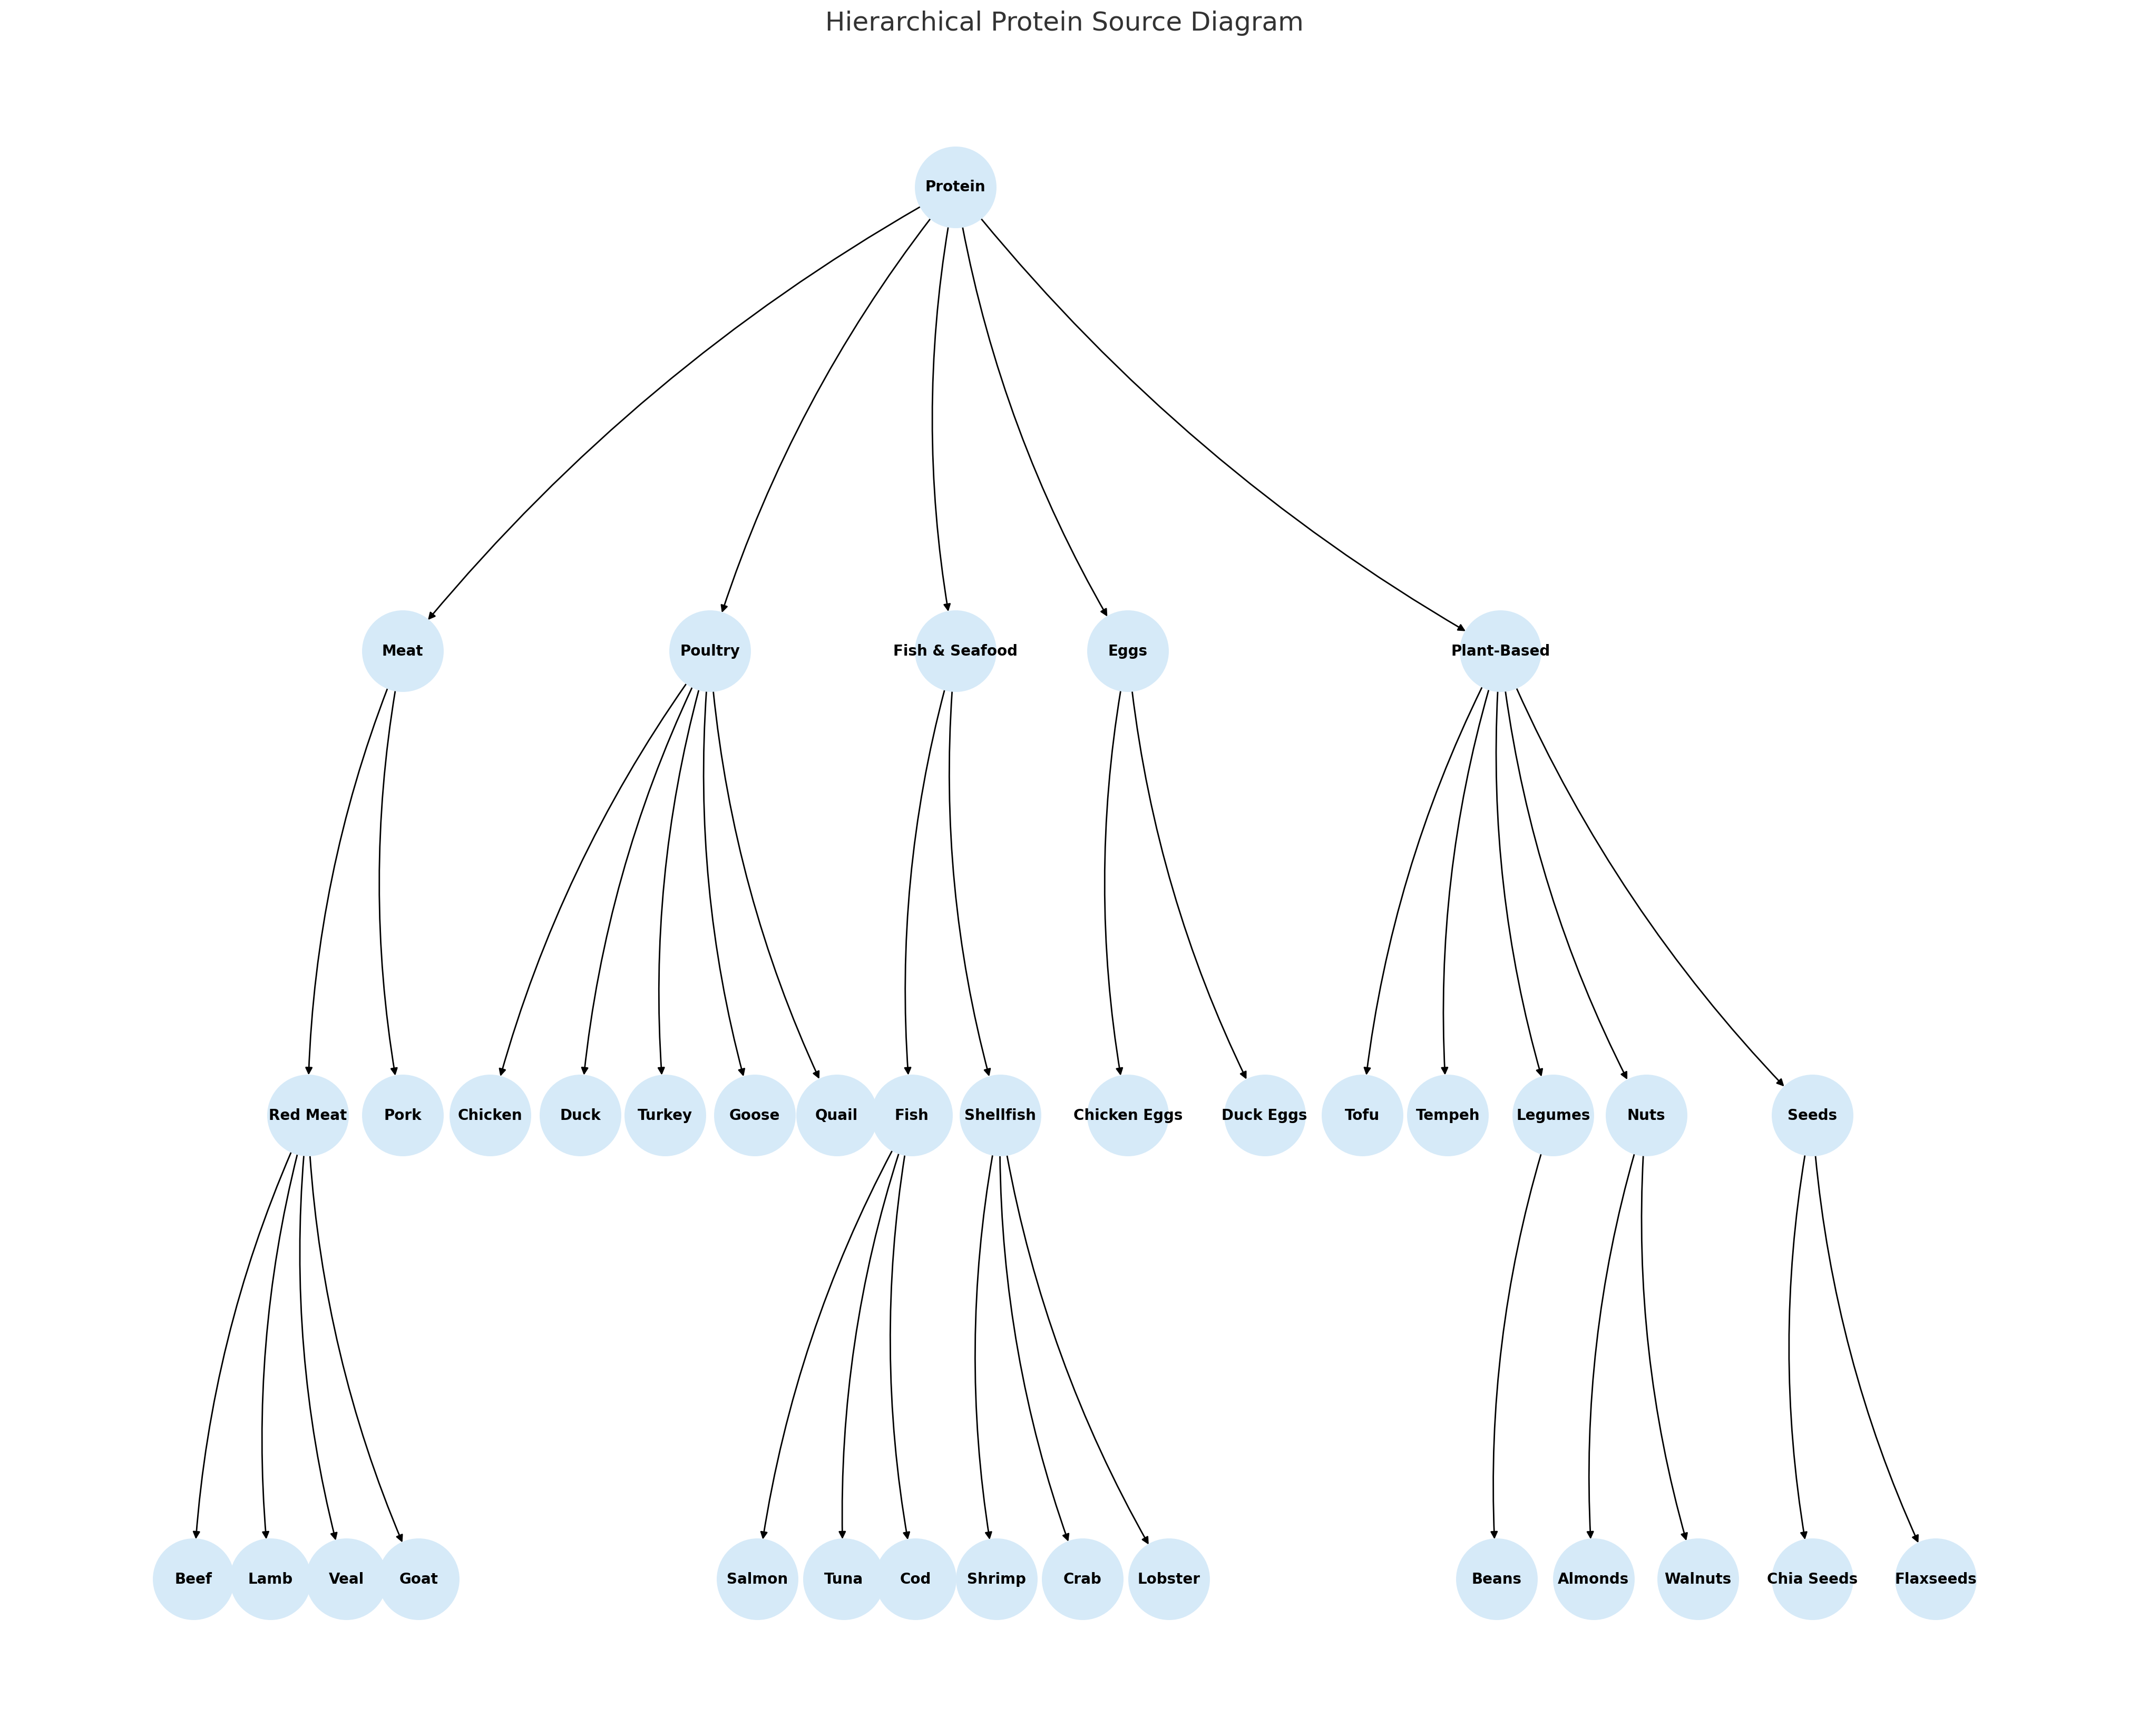 Hierarchical Protein Source Diagram
Protein
Meat
Poultry
Fish & Seafood
Eggs
Plant-Based
Red Meat
Pork
Chicken
Duck
Turkey
Goose
Quail
Fish
Shellfish
Chicken Eggs
Duck Eggs
Tofu
Tempeh
Legumes
Nuts
Seeds
Beef
Lamb
Veal
Goat
Salmon
Tuna
Cod
Shrimp
Crab
Lobster
Beans
Almonds
Walnuts
Chia Seeds
Flaxseeds